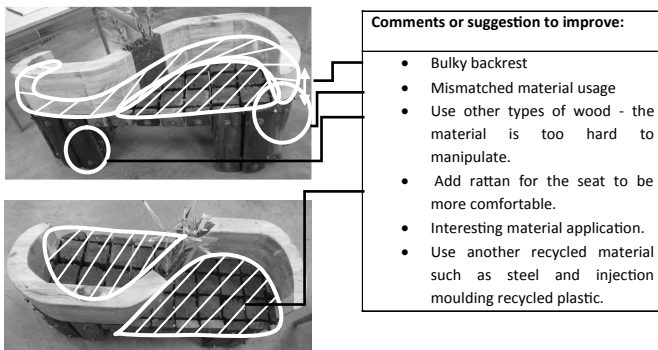 Comments or suggestion to improve:
• Bulky backrest
• Mismatched material usage
• Use other types of wood - the
material is too hard to
manipulate.
• Add rattan for the seat to be
more comfortable.
• Interesting material application.
• Use another recycled material
such as steel and injection
moulding recycled plastic.